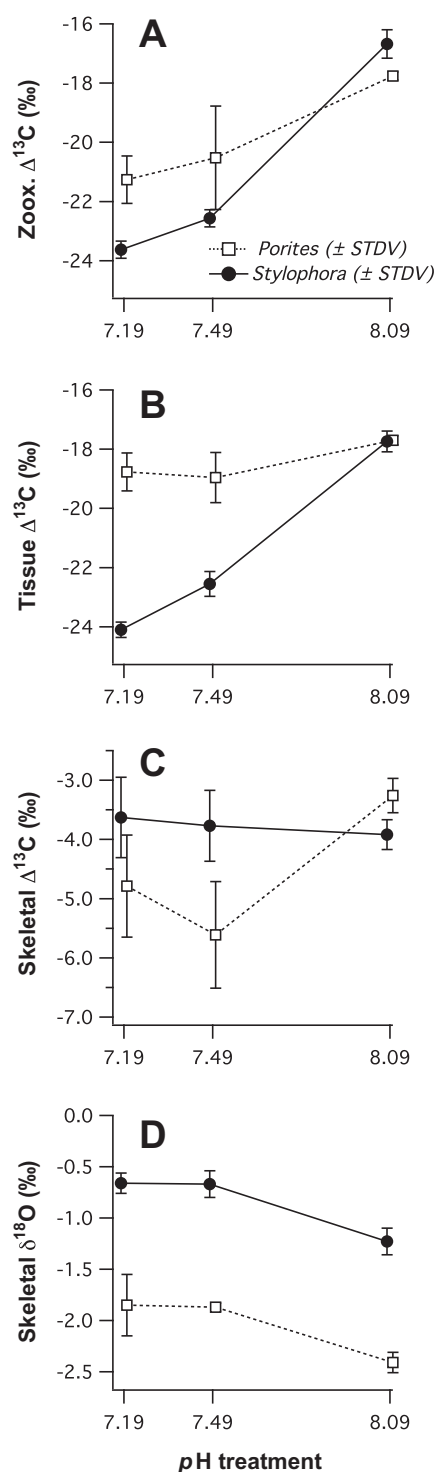 A
-16
-18
-20
-22
-24
Zoox. Δ¹³C (‰)
Porites (± STDV)
Stylophora (± STDV)
7.19 7.49 8.09
B
-16
-18
-20
-22
-24
Tissue Δ¹³C (‰)
7.19 7.49 8.09
C
-3.0
-4.0
-5.0
-6.0
-7.0
Skeletal Δ¹³C (‰)
7.19 7.49 8.09
D
0.0
-0.5
-1.0
-1.5
-2.0
-2.5
Skeletal δ¹⁸O (‰)
7.19 7.49 8.09
pH treatment